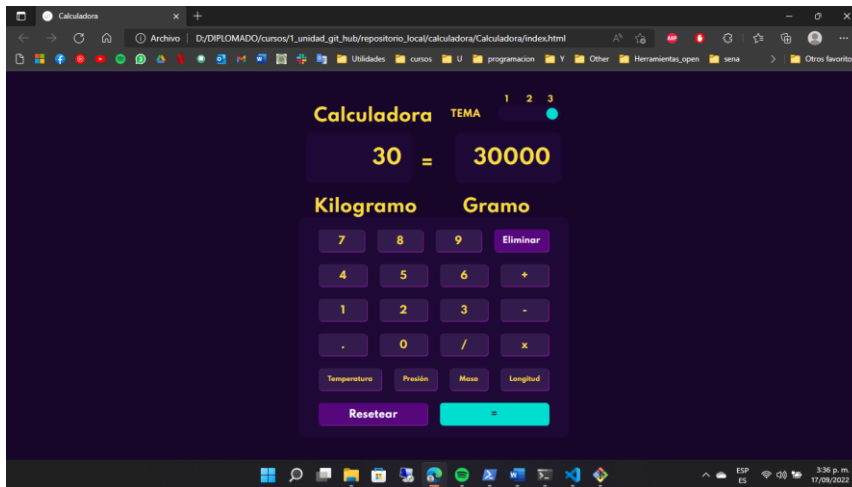 Calculadora
Archivo D:/DIPLOMADO/cursos/1_unidad_git_hub/repositorio_local/calculadora/Calculadora/index.html
Utilidades cursos U programacion Y Other Herramientas_open sena Otros favorito
1 2 3
Calculadora TEMA
30 = 30000
Kilogramo Gramo
7 8 9 Eliminar
4 5 6 +
1 2 3 -
. 0 / x
Temperatura Presión Masa Longitud
Resetear =
ESP 3:36 p. m.
ES 17/09/2022